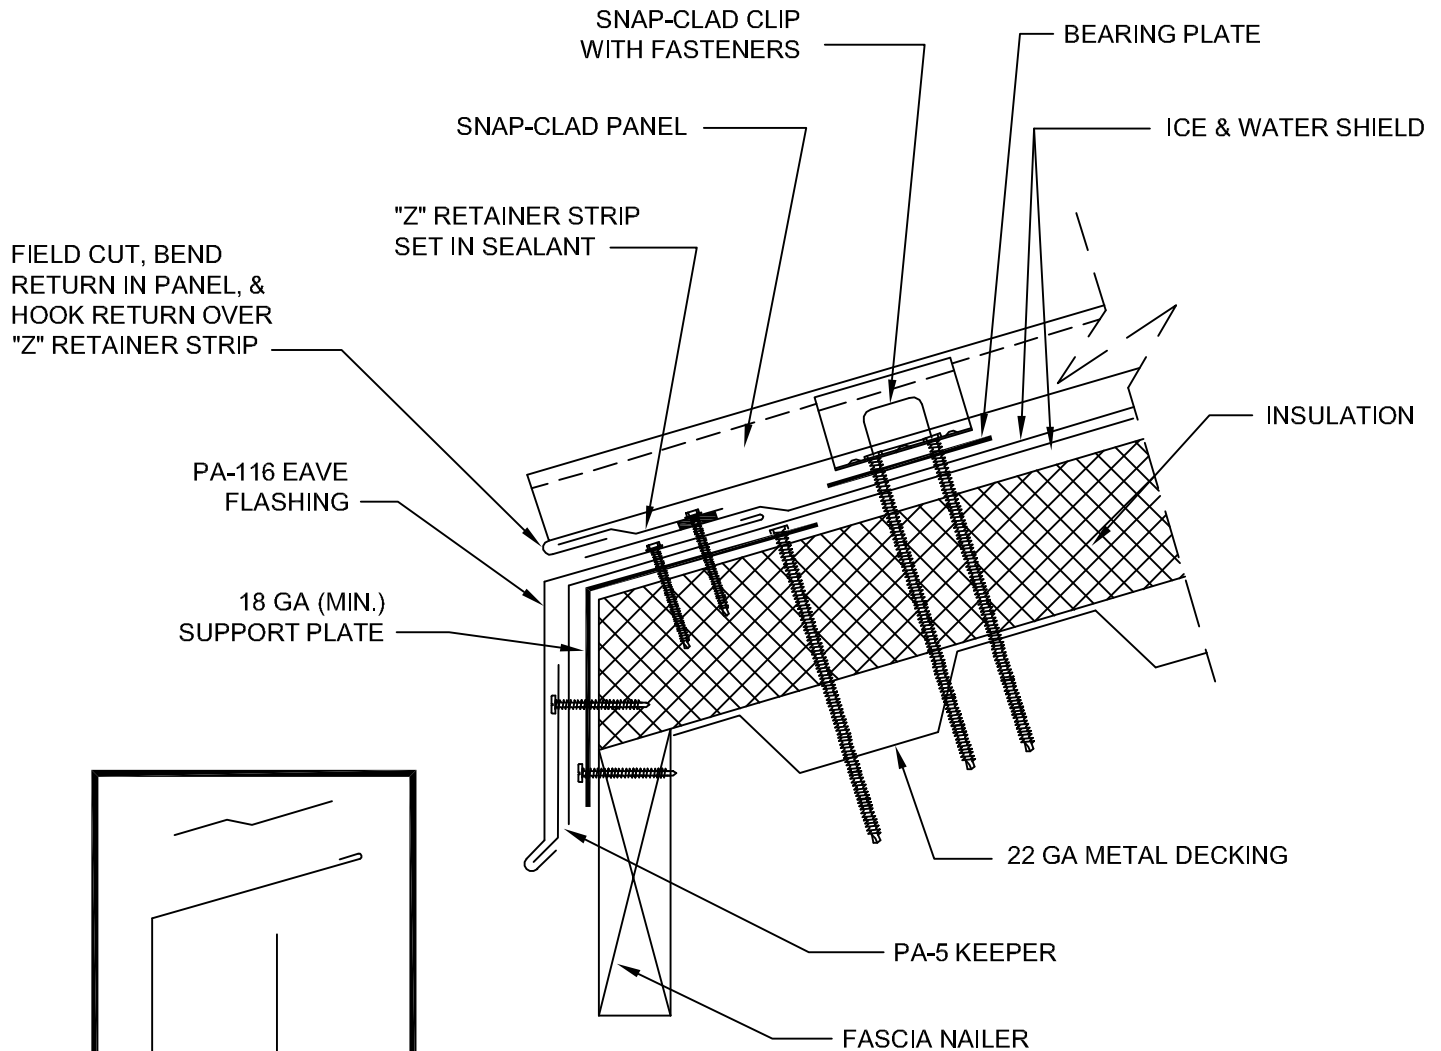 SNAP-CLAD CLIP
WITH FASTENERS
BEARING PLATE
SNAP-CLAD PANEL
ICE & WATER SHIELD
"Z" RETAINER STRIP
SET IN SEALANT
FIELD CUT, BEND
RETURN IN PANEL, &
HOOK RETURN OVER
"Z" RETAINER STRIP
INSULATION
PA-116 EAVE
FLASHING
18 GA (MIN.)
SUPPORT PLATE
22 GA METAL DECKING
PA-5 KEEPER
FASCIA NAILER